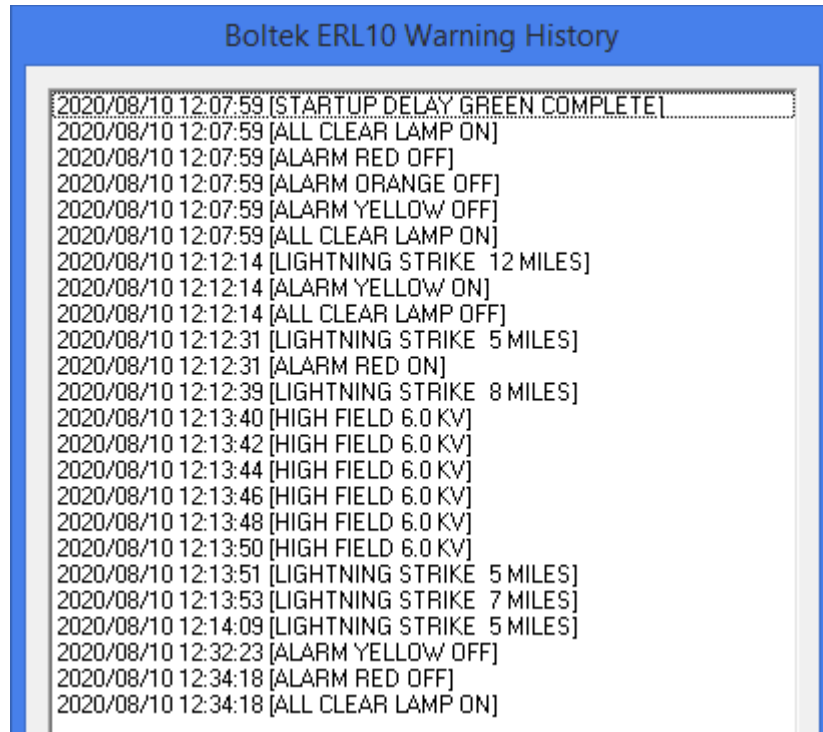 Boltek ERL10 Warning History
2020/08/10 12:07:59 [STARTUP DELAY GREEN COMPLETE]
2020/08/10 12:07:59 [ALL CLEAR LAMP ON]
2020/08/10 12:07:59 [ALARM RED OFF]
2020/08/10 12:07:59 [ALARM ORANGE OFF]
2020/08/10 12:07:59 [ALARM YELLOW OFF]
2020/08/10 12:07:59 [ALL CLEAR LAMP ON]
2020/08/10 12:12:14 [LIGHTNING STRIKE  12 MILES]
2020/08/10 12:12:14 [ALARM YELLOW ON]
2020/08/10 12:12:14 [ALL CLEAR LAMP OFF]
2020/08/10 12:12:31 [LIGHTNING STRIKE  5 MILES]
2020/08/10 12:12:31 [ALARM RED ON]
2020/08/10 12:12:39 [LIGHTNING STRIKE  8 MILES]
2020/08/10 12:13:40 [HIGH FIELD 6.0 KV]
2020/08/10 12:13:42 [HIGH FIELD 6.0 KV]
2020/08/10 12:13:44 [HIGH FIELD 6.0 KV]
2020/08/10 12:13:46 [HIGH FIELD 6.0 KV]
2020/08/10 12:13:48 [HIGH FIELD 6.0 KV]
2020/08/10 12:13:50 [HIGH FIELD 6.0 KV]
2020/08/10 12:13:51 [LIGHTNING STRIKE  5 MILES]
2020/08/10 12:13:53 [LIGHTNING STRIKE  7 MILES]
2020/08/10 12:14:09 [LIGHTNING STRIKE  5 MILES]
2020/08/10 12:32:23 [ALARM YELLOW OFF]
2020/08/10 12:34:18 [ALARM RED OFF]
2020/08/10 12:34:18 [ALL CLEAR LAMP ON]